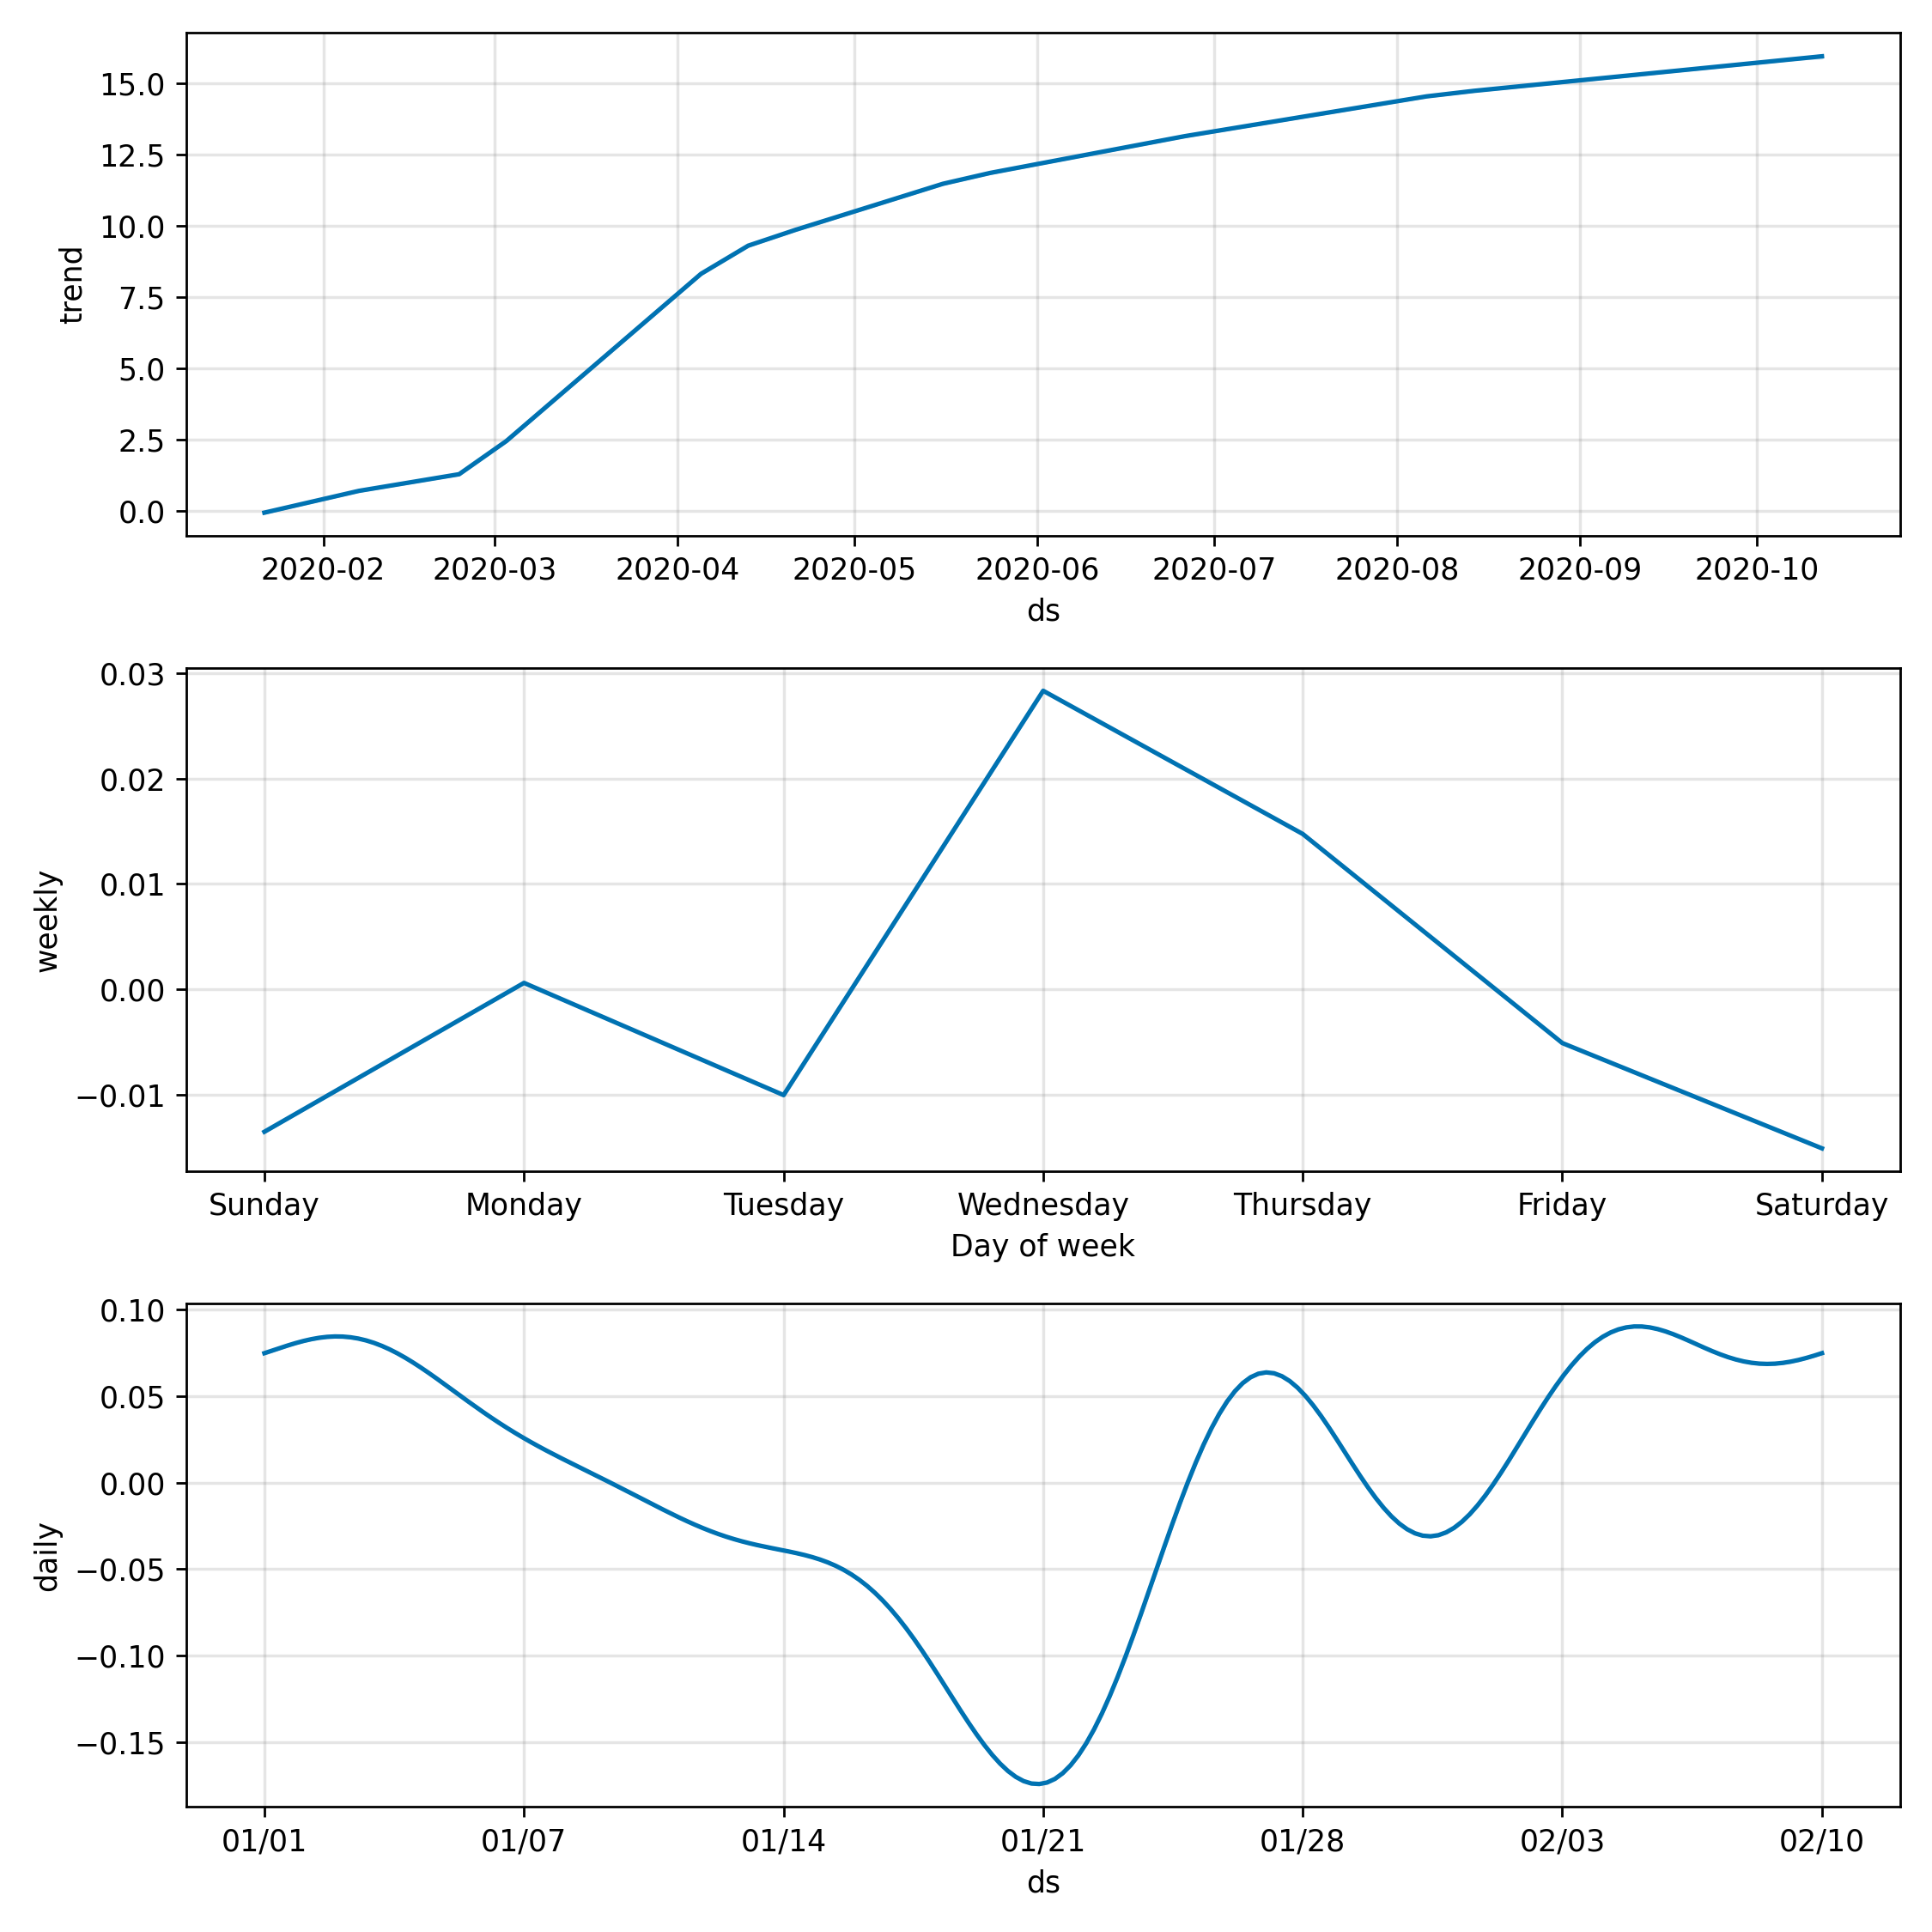 15.0
12.5
10.0
7.5
5.0
2.5
0.0
trend
2020-02 2020-03 2020-04 2020-05 2020-06 2020-07 2020-08 2020-09 2020-10
ds
0.03
0.02
0.01
0.00
−0.01
weekly
Sunday Monday Tuesday Wednesday Thursday Friday Saturday
Day of week
0.10
0.05
0.00
−0.05
−0.10
−0.15
daily
01/01 01/07 01/14 01/21 01/28 02/03 02/10
ds